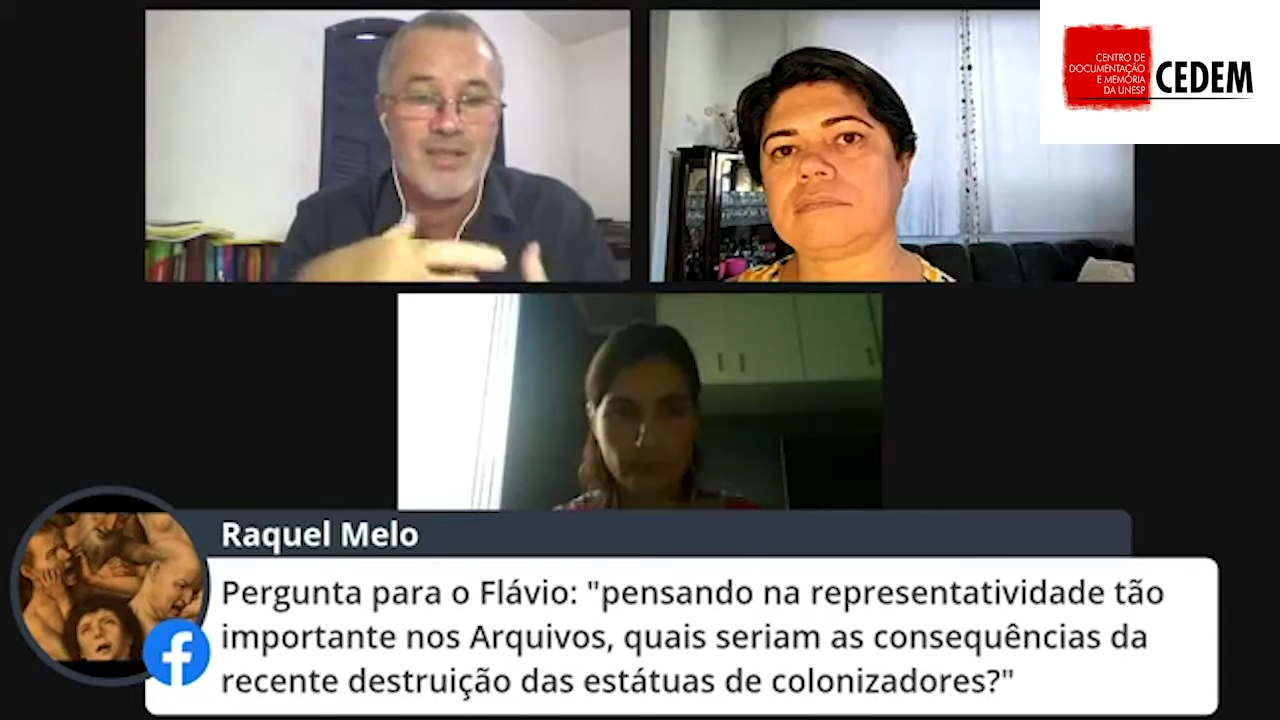 CENTRO DE
DOCUMENTAÇÃO
E MEMÓRIA
DA UNESP
CEDEM
Raquel Melo
Pergunta para o Flávio: "pensando na representatividade tão
importante nos Arquivos, quais seriam as consequências da
recente destruição das estátuas de colonizadores?"